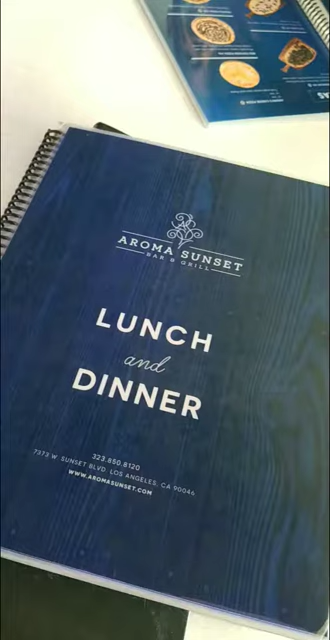 AROMA SUNSET
BAR & GRILL
LUNCH
and
DINNER
323.850.8120
7373 W SUNSET BLVD. LOS ANGELES, CA 90046
WWW.AROMASUNSET.COM